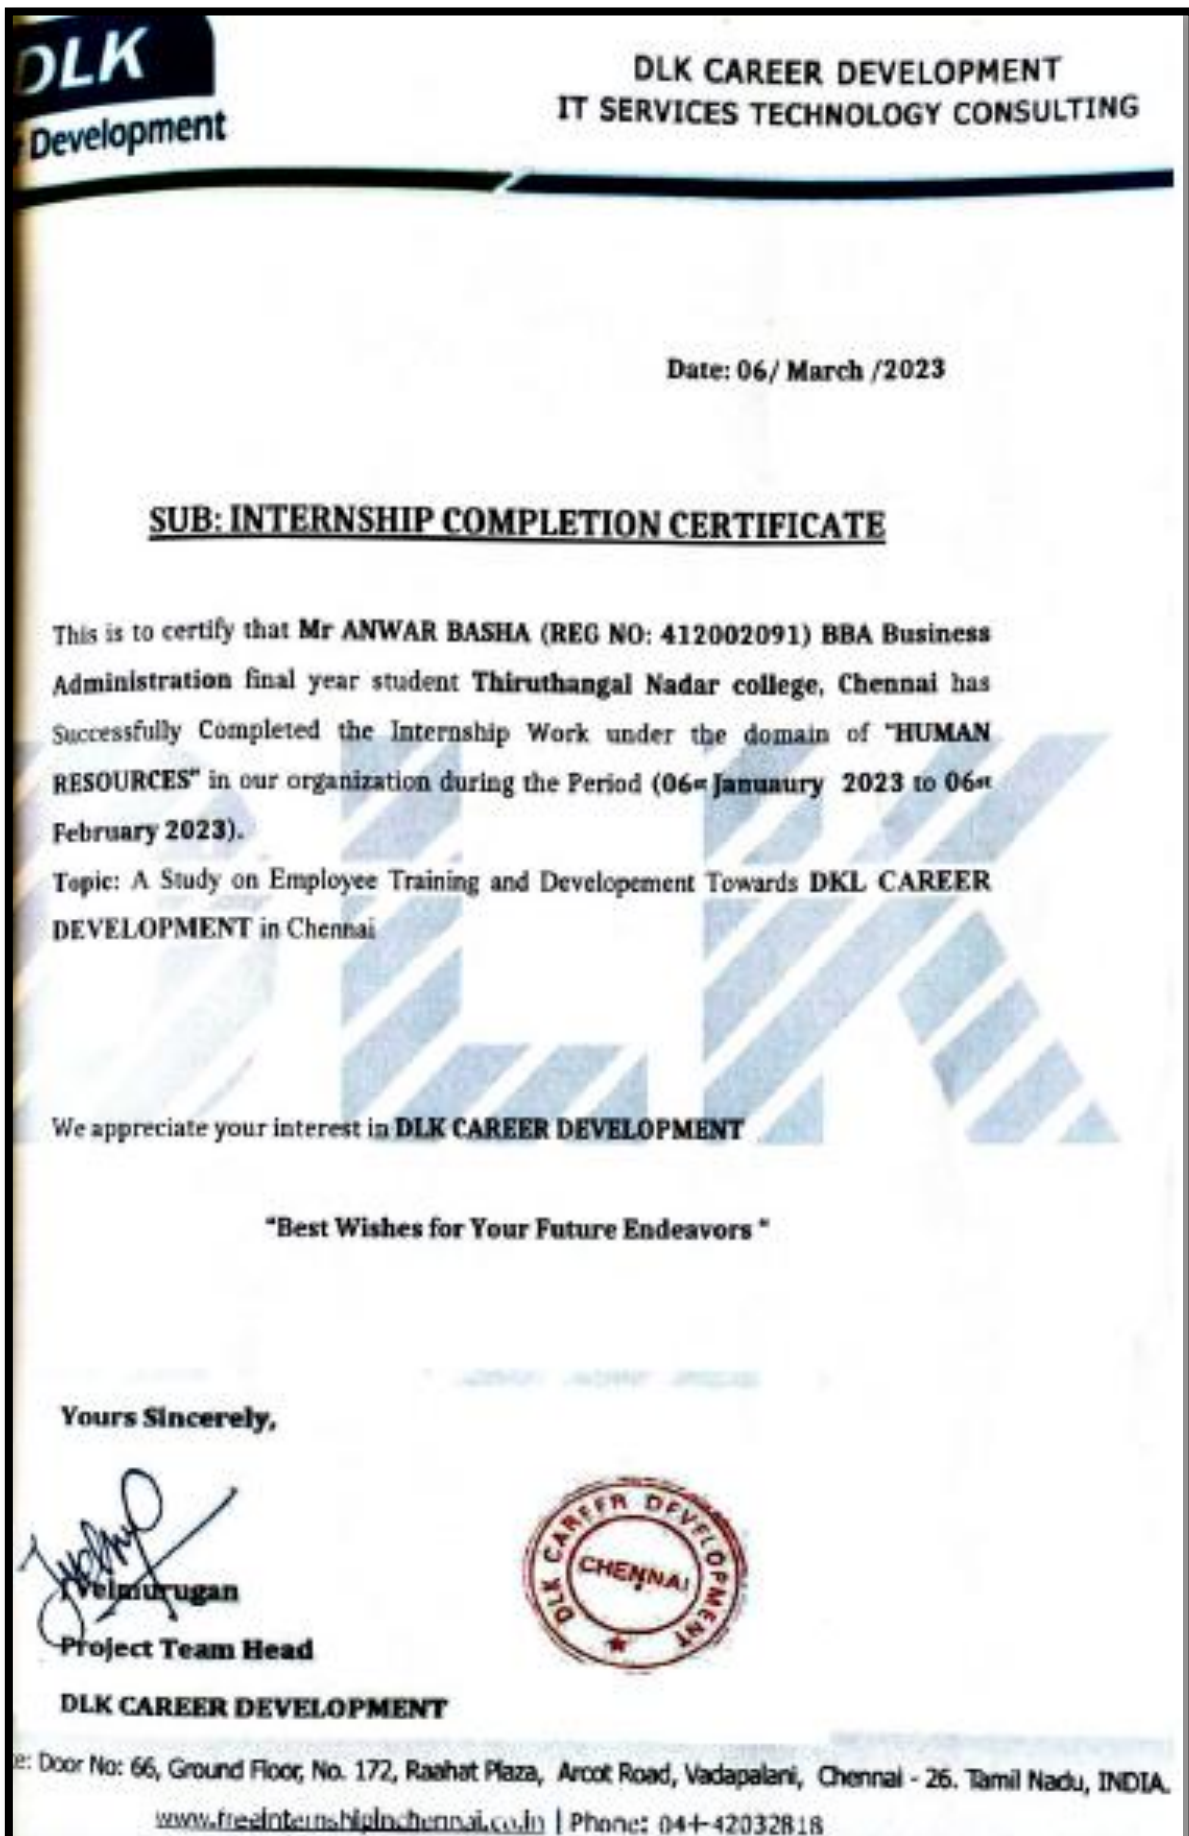 DLK
Development
DLK CAREER DEVELOPMENT
IT SERVICES TECHNOLOGY CONSULTING
Date: 06/ March /2023
SUB: INTERNSHIP COMPLETION CERTIFICATE
This is to certify that Mr ANWAR BASHA (REG NO: 412002091) BBA Business
Administration final year student Thiruthangal Nadar college, Chennai has
Successfully Completed the Internship Work under the domain of "HUMAN
RESOURCES" in our organization during the Period (06st Januaury 2023 to 06st
February 2023).
Topic: A Study on Employee Training and Developement Towards DKL CAREER
DEVELOPMENT in Chennai
DLK
We appreciate your interest in DLK CAREER DEVELOPMENT
"Best Wishes for Your Future Endeavors "
Yours Sincerely,
Velmurugan
Project Team Head
DLK CAREER DEVELOPMENT
DLK CAREER DEVELOPMENT
CHENNAI
e: Door No: 66, Ground Floor, No. 172, Raahat Plaza, Arcot Road, Vadapalani, Chennai - 26. Tamil Nadu, INDIA.
www.freeinternshipinchennai.co.in | Phone: 044-42032818